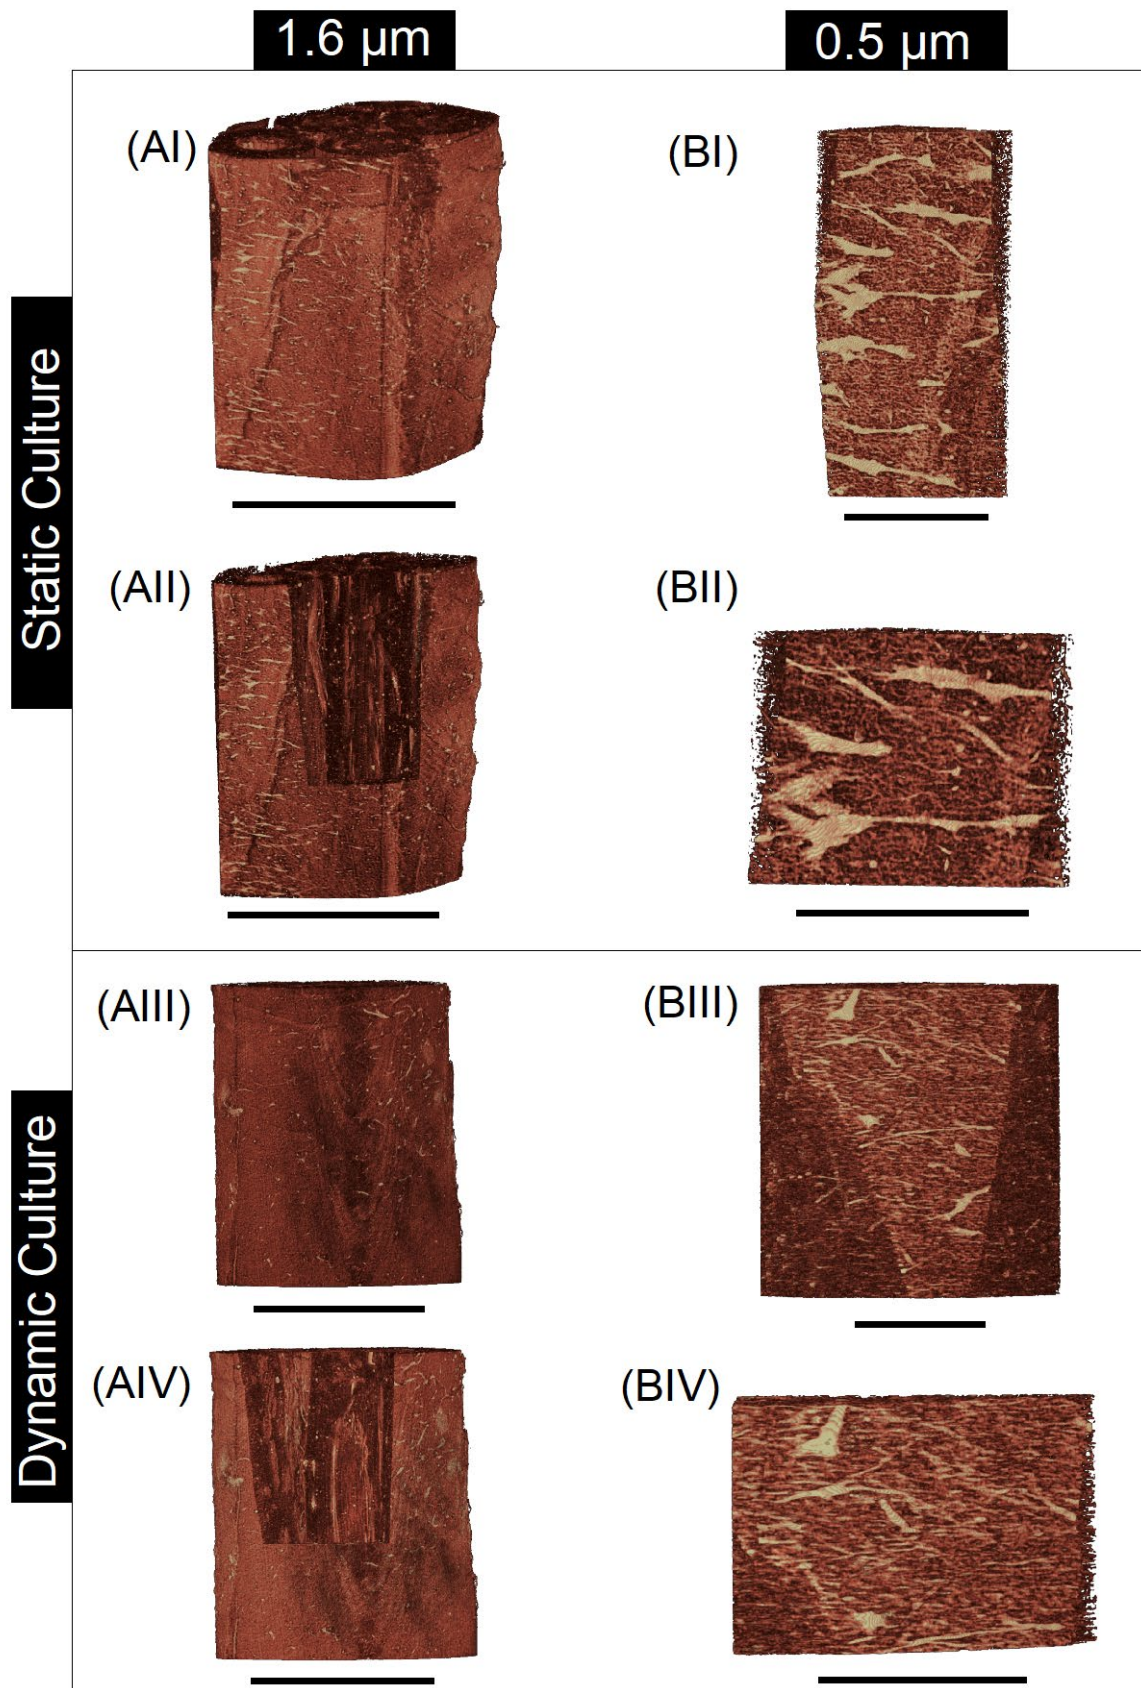 1.6 µm
0.5 µm
Static Culture
(AI)
(BI)
(AII)
(BII)
Dynamic Culture
(AIII)
(BIII)
(AIV)
(BIV)